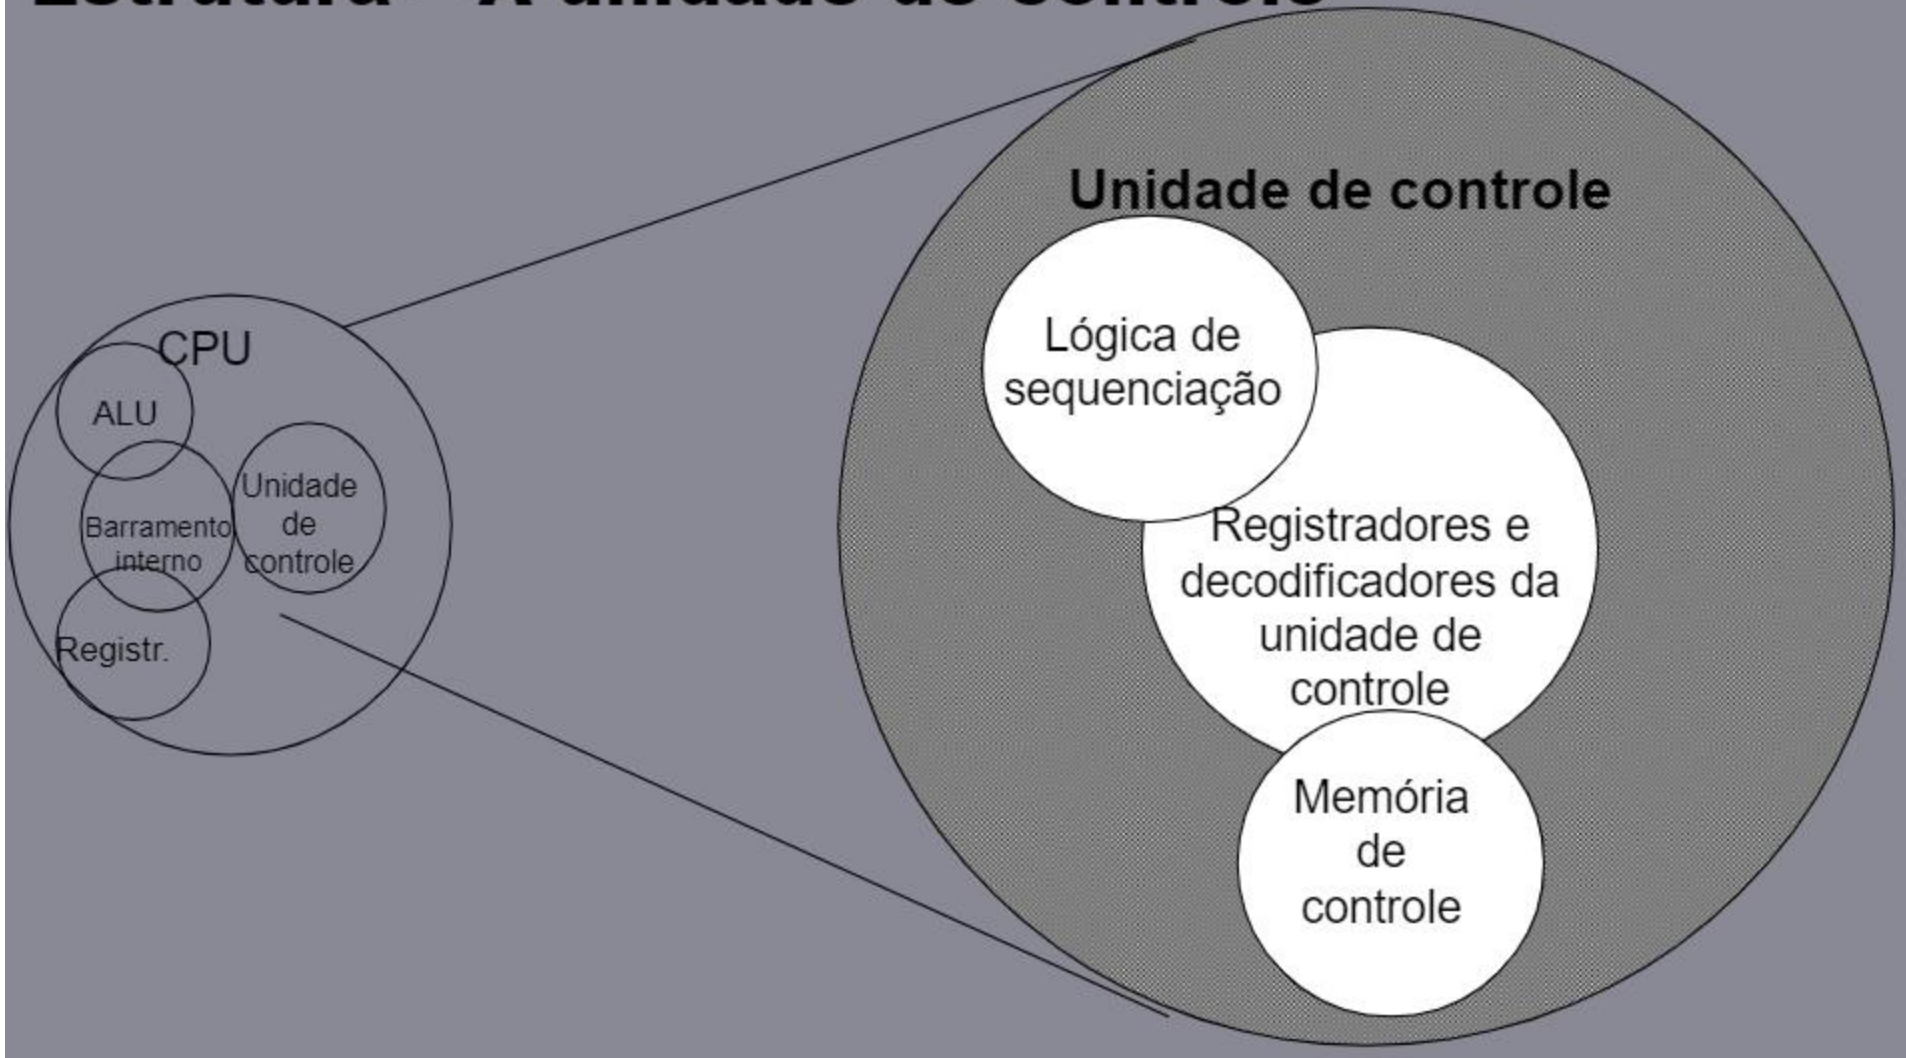 Unidade de controle
CPU
ALU
Barramento
interno
Registr.
Unidade
de
controle
Lógica de
sequenciação
Registradores e
decodificadores da
unidade de
controle
Memória
de
controle